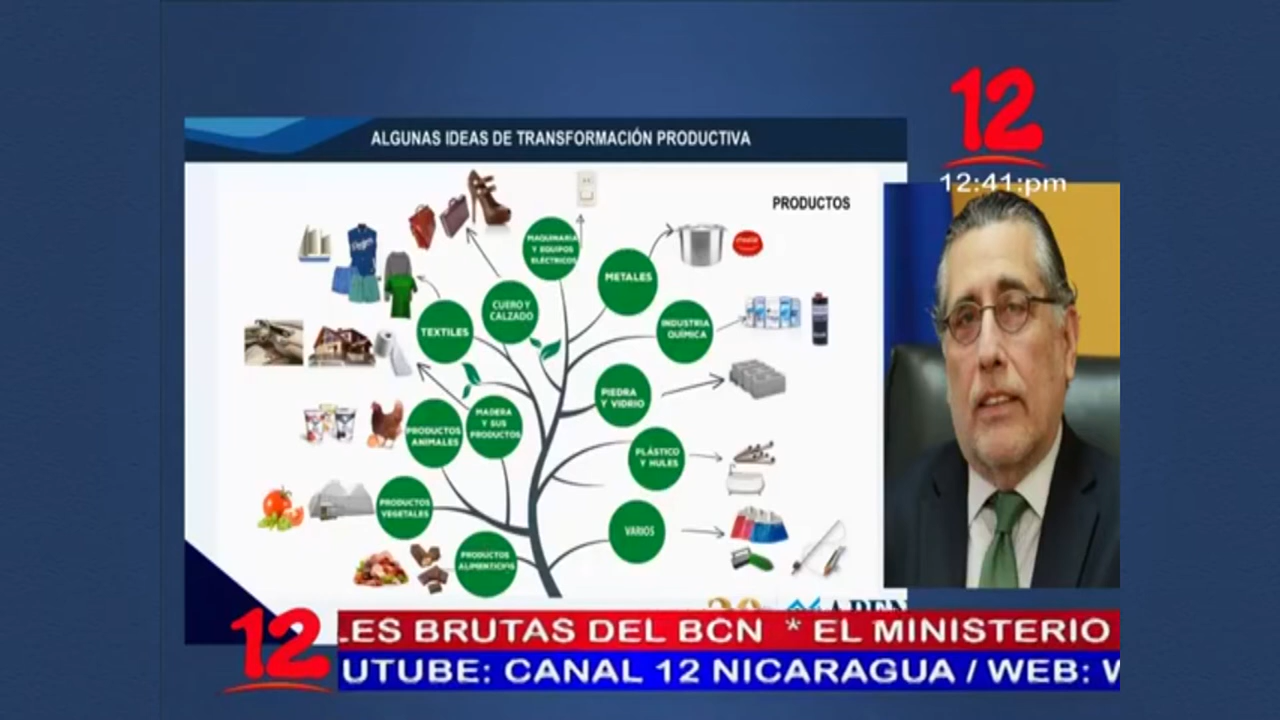 12
12:41:pm
ALGUNAS IDEAS DE TRANSFORMACIÓN PRODUCTIVA
PRODUCTOS
MAQUINARIA
Y EQUIPOS
ELÉCTRICOS
METALES
CUERO Y
CALZADO
INDUSTRIA
QUÍMICA
TEXTILES
PIEDRA
Y VIDRIO
MADERA
Y SUS
PRODUCTOS
PRODUCTOS
ANIMALES
PLÁSTICO
Y HULES
PRODUCTOS
VEGETALES
VARIOS
PRODUCTOS
ALIMENTICIOS
12
LES BRUTAS DEL BCN * EL MINISTERIO
UTUBE: CANAL 12 NICARAGUA / WEB: W